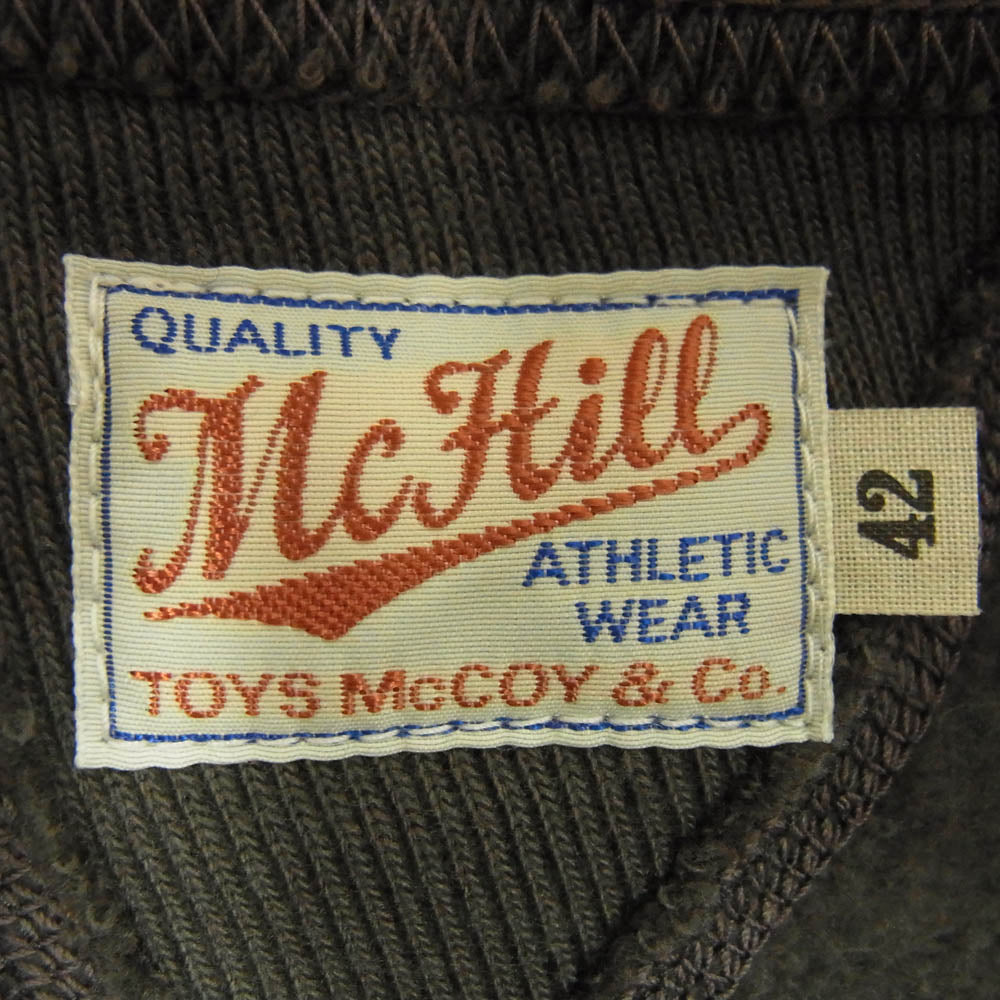 QUALITY
McHill
ATHLETIC
WEAR
TOYS McCOY & Co.
42